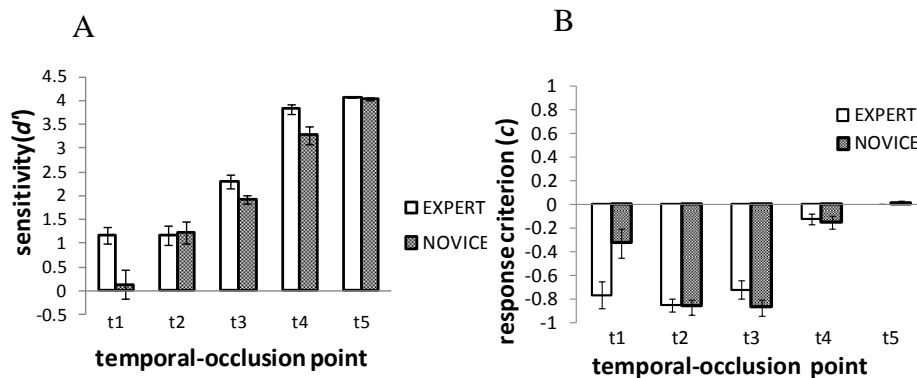 A
sensitivity(d')
4.5
4
3.5
3
2.5
2
1.5
1
0.5
0
-0.5
t1 t2 t3 t4 t5
temporal-occlusion point
EXPERT
NOVICE
B
response criterion (c)
1
0.8
0.6
0.4
0.2
0
-0.2
-0.4
-0.6
-0.8
-1
t1 t2 t3 t4 t5
temporal-occlusion point
EXPERT
NOVICE